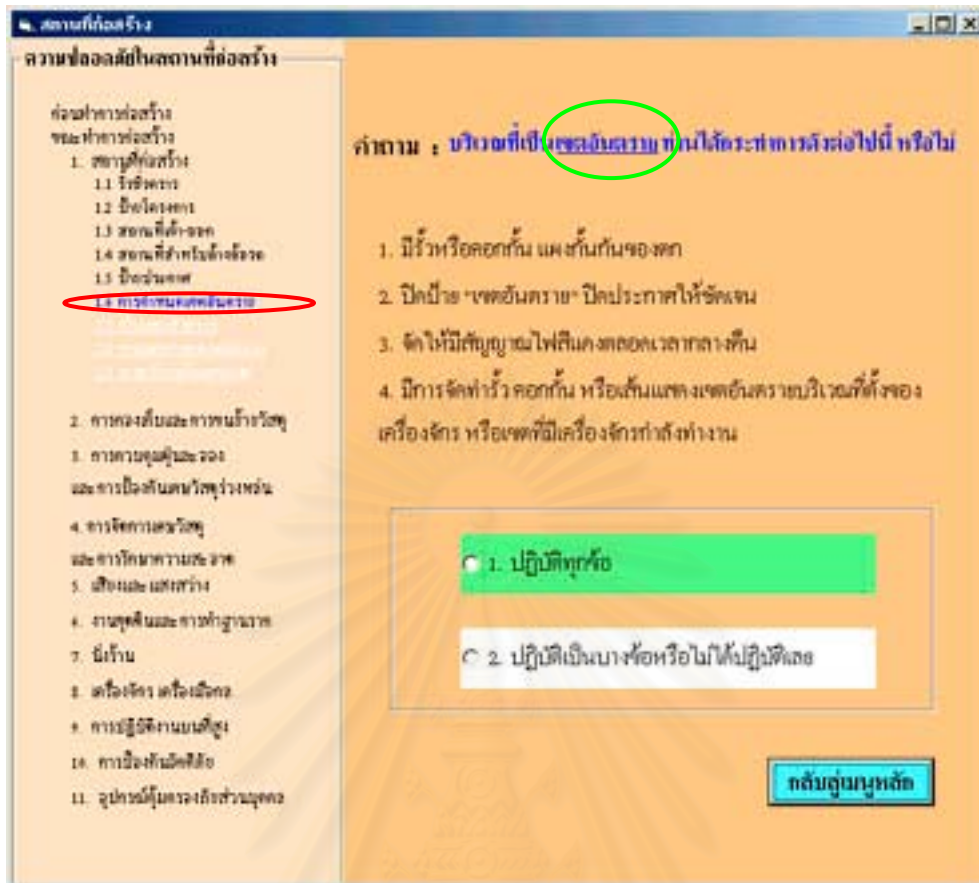 สถานที่ก่อสร้าง
ความปลอดภัยในสถานที่ก่อสร้าง
ก่อนทำการก่อสร้าง
ขณะทำการก่อสร้าง
1. สถานที่ก่อสร้าง
1.1 รั้วชั่วคราว
1.2 ป้ายโครงการ
1.3 สถานที่เข้า-ออก
1.4 สถานที่สำหรับล้างล้อรถ
1.5 ป้ายประกาศ
1.6 การกำหนดเขตอันตราย
2. การกองเก็บและการขนย้ายวัสดุ
3. การควบคุมฝุ่นละออง
และการป้องกันเศษวัสดุร่วงหล่น
4. การจัดการเศษวัสดุ
และการรักษาความสะอาด
5. เสียงและแสงสว่าง
6. งานขุดดินและการทำฐานราก
7. นั่งร้าน
8. เครื่องจักร เครื่องมือกล
9. การปฏิบัติงานบนที่สูง
10. การป้องกันอัคคีภัย
11. อุปกรณ์คุ้มครองภัยส่วนบุคคล
คำถาม : บริเวณที่เป็นเขตอันตราย ท่านได้กระทำการดังต่อไปนี้ หรือไม่
1. มีรั้วหรือคอกกั้น แผงกั้นกันของตก
2. ปิดป้าย "เขตอันตราย" ปิดประกาศให้ชัดเจน
3. จัดให้มีสัญญาณไฟสีแดงตลอดเวลากลางคืน
4. มีการจัดทำรั้ว คอกกั้น หรือเส้นแสดงเขตอันตรายบริเวณที่ตั้งของ
เครื่องจักร หรือเขตที่มีเครื่องจักรกำลังทำงาน
1. ปฏิบัติทุกข้อ
2. ปฏิบัติเป็นบางข้อหรือไม่ได้ปฏิบัติเลย
กลับสู่เมนูหลัก